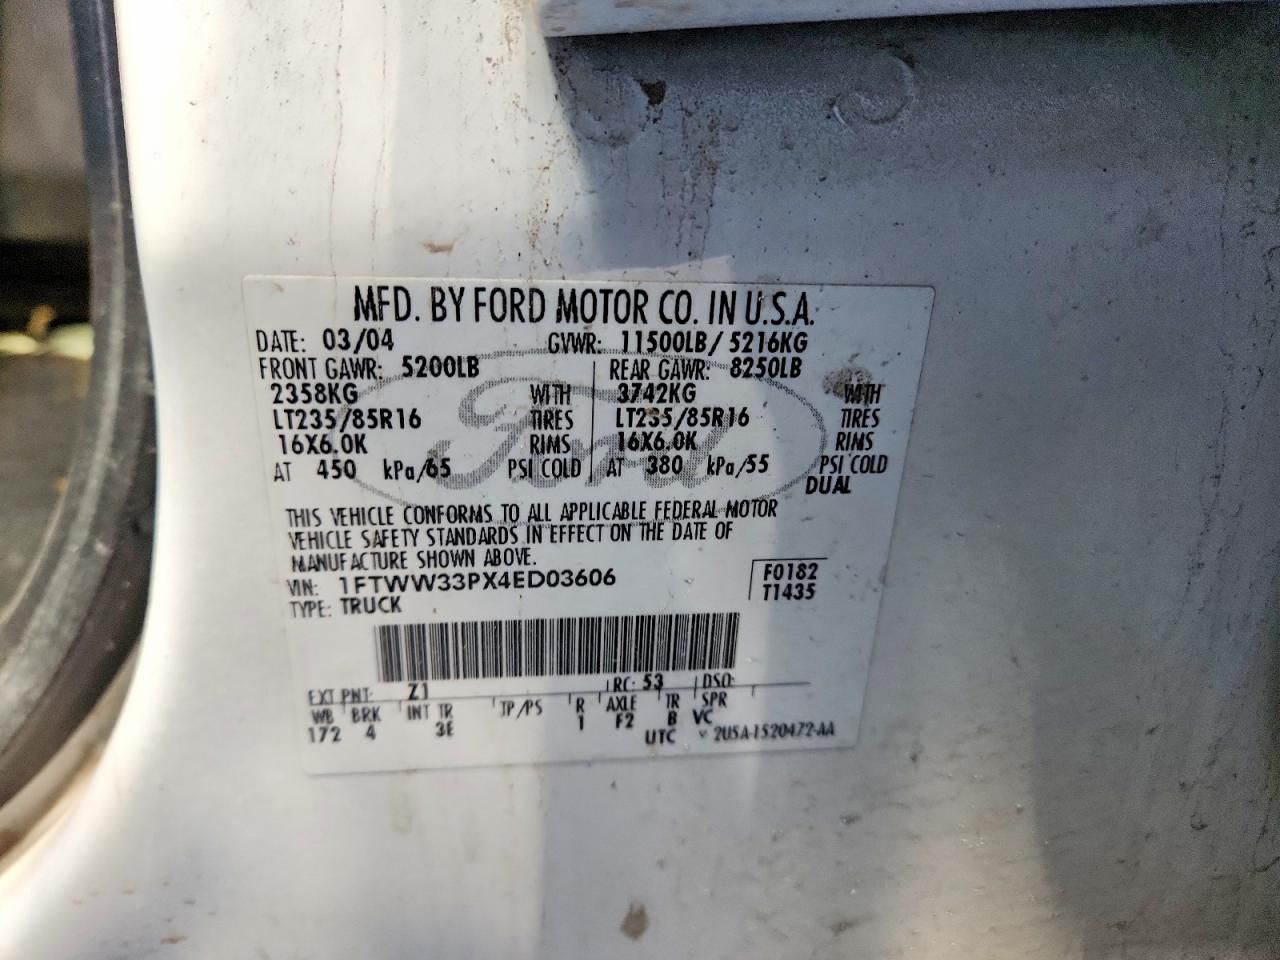 MFD. BY FORD MOTOR CO. IN U.S.A.
DATE: 03/04 GVWR: 11500LB/ 5216KG
FRONT GAWR: 5200LB REAR GAWR: 8250LB
2358KG WITH 3742KG WITH
LT235/85R16 TIRES LT235/85R16 TIRES
16X6.0K RIMS 16X6.0K RIMS
AT 450 kPa/65 PSI COLD AT 380 kPa/55 PSI COLD
DUAL
Ford
THIS VEHICLE CONFORMS TO ALL APPLICABLE FEDERAL MOTOR
VEHICLE SAFETY STANDARDS IN EFFECT ON THE DATE OF
MANUFACTURE SHOWN ABOVE.
VIN: 1FTWW33PX4ED03606 F0182
TYPE: TRUCK T1435
EXT PNT: Z1 RC: 53 DSO:
WB BRK INT TR TP/PS R AXLE TR SPR
172 4 3E 1 F2 B VC
UTC 2U5A-1520472-AA